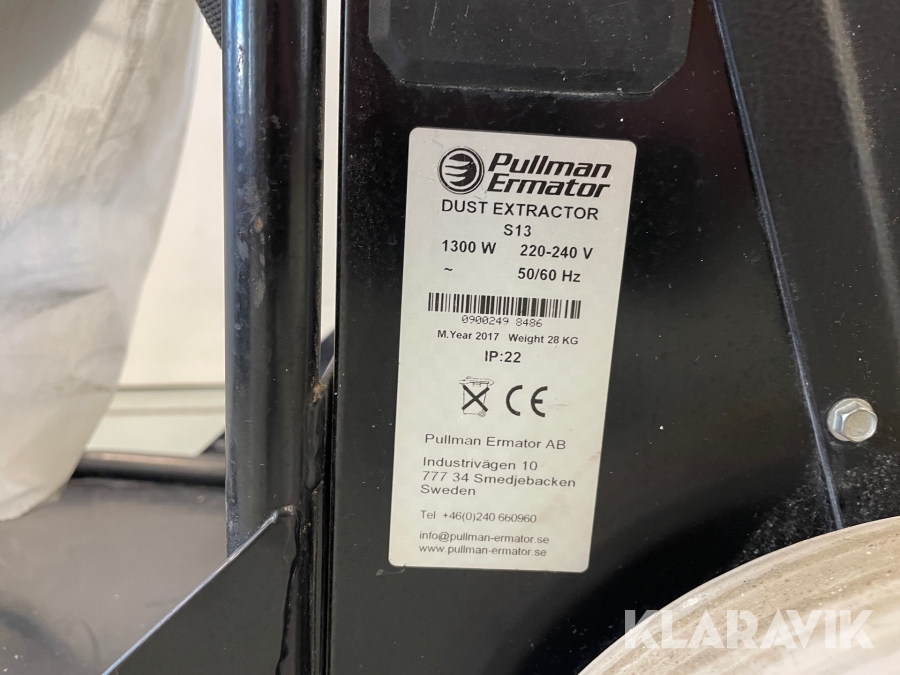 Pullman
Ermator
DUST EXTRACTOR
S13
1300 W 220-240 V
~ 50/60 Hz
0900249 8486
M.Year 2017 Weight 28 KG
IP:22
CE
Pullman Ermator AB
Industrivägen 10
777 34 Smedjebacken
Sweden
Tel +46(0)240 660960
info@pullman-ermator.se
www.pullman-ermator.se
KLARAVIK